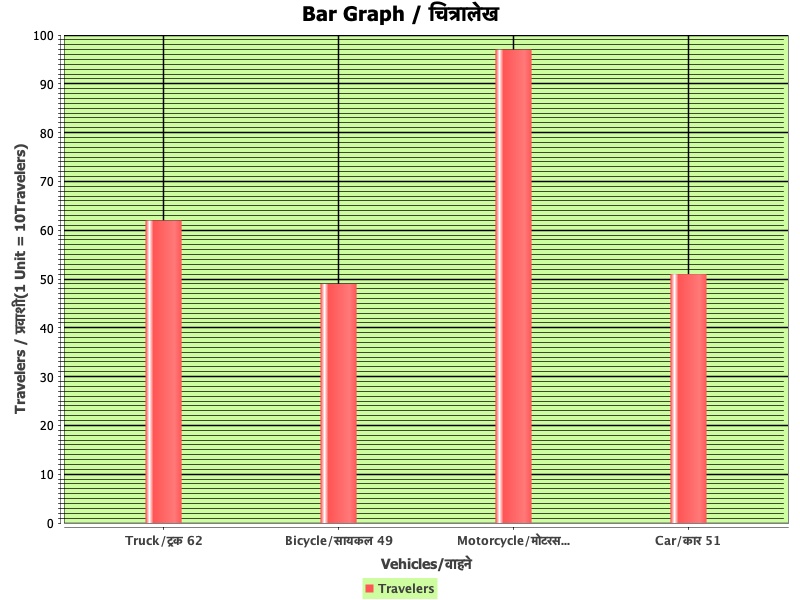 Bar Graph / चित्रालेख
Travelers / प्रवाशी(1 Unit = 10Travelers)
100
90
80
70
60
50
40
30
20
10
0
Truck/ट्रक 62
Bicycle/सायकल 49
Motorcycle/मोटरस...
Car/कार 51
Vehicles/वाहने
Travelers